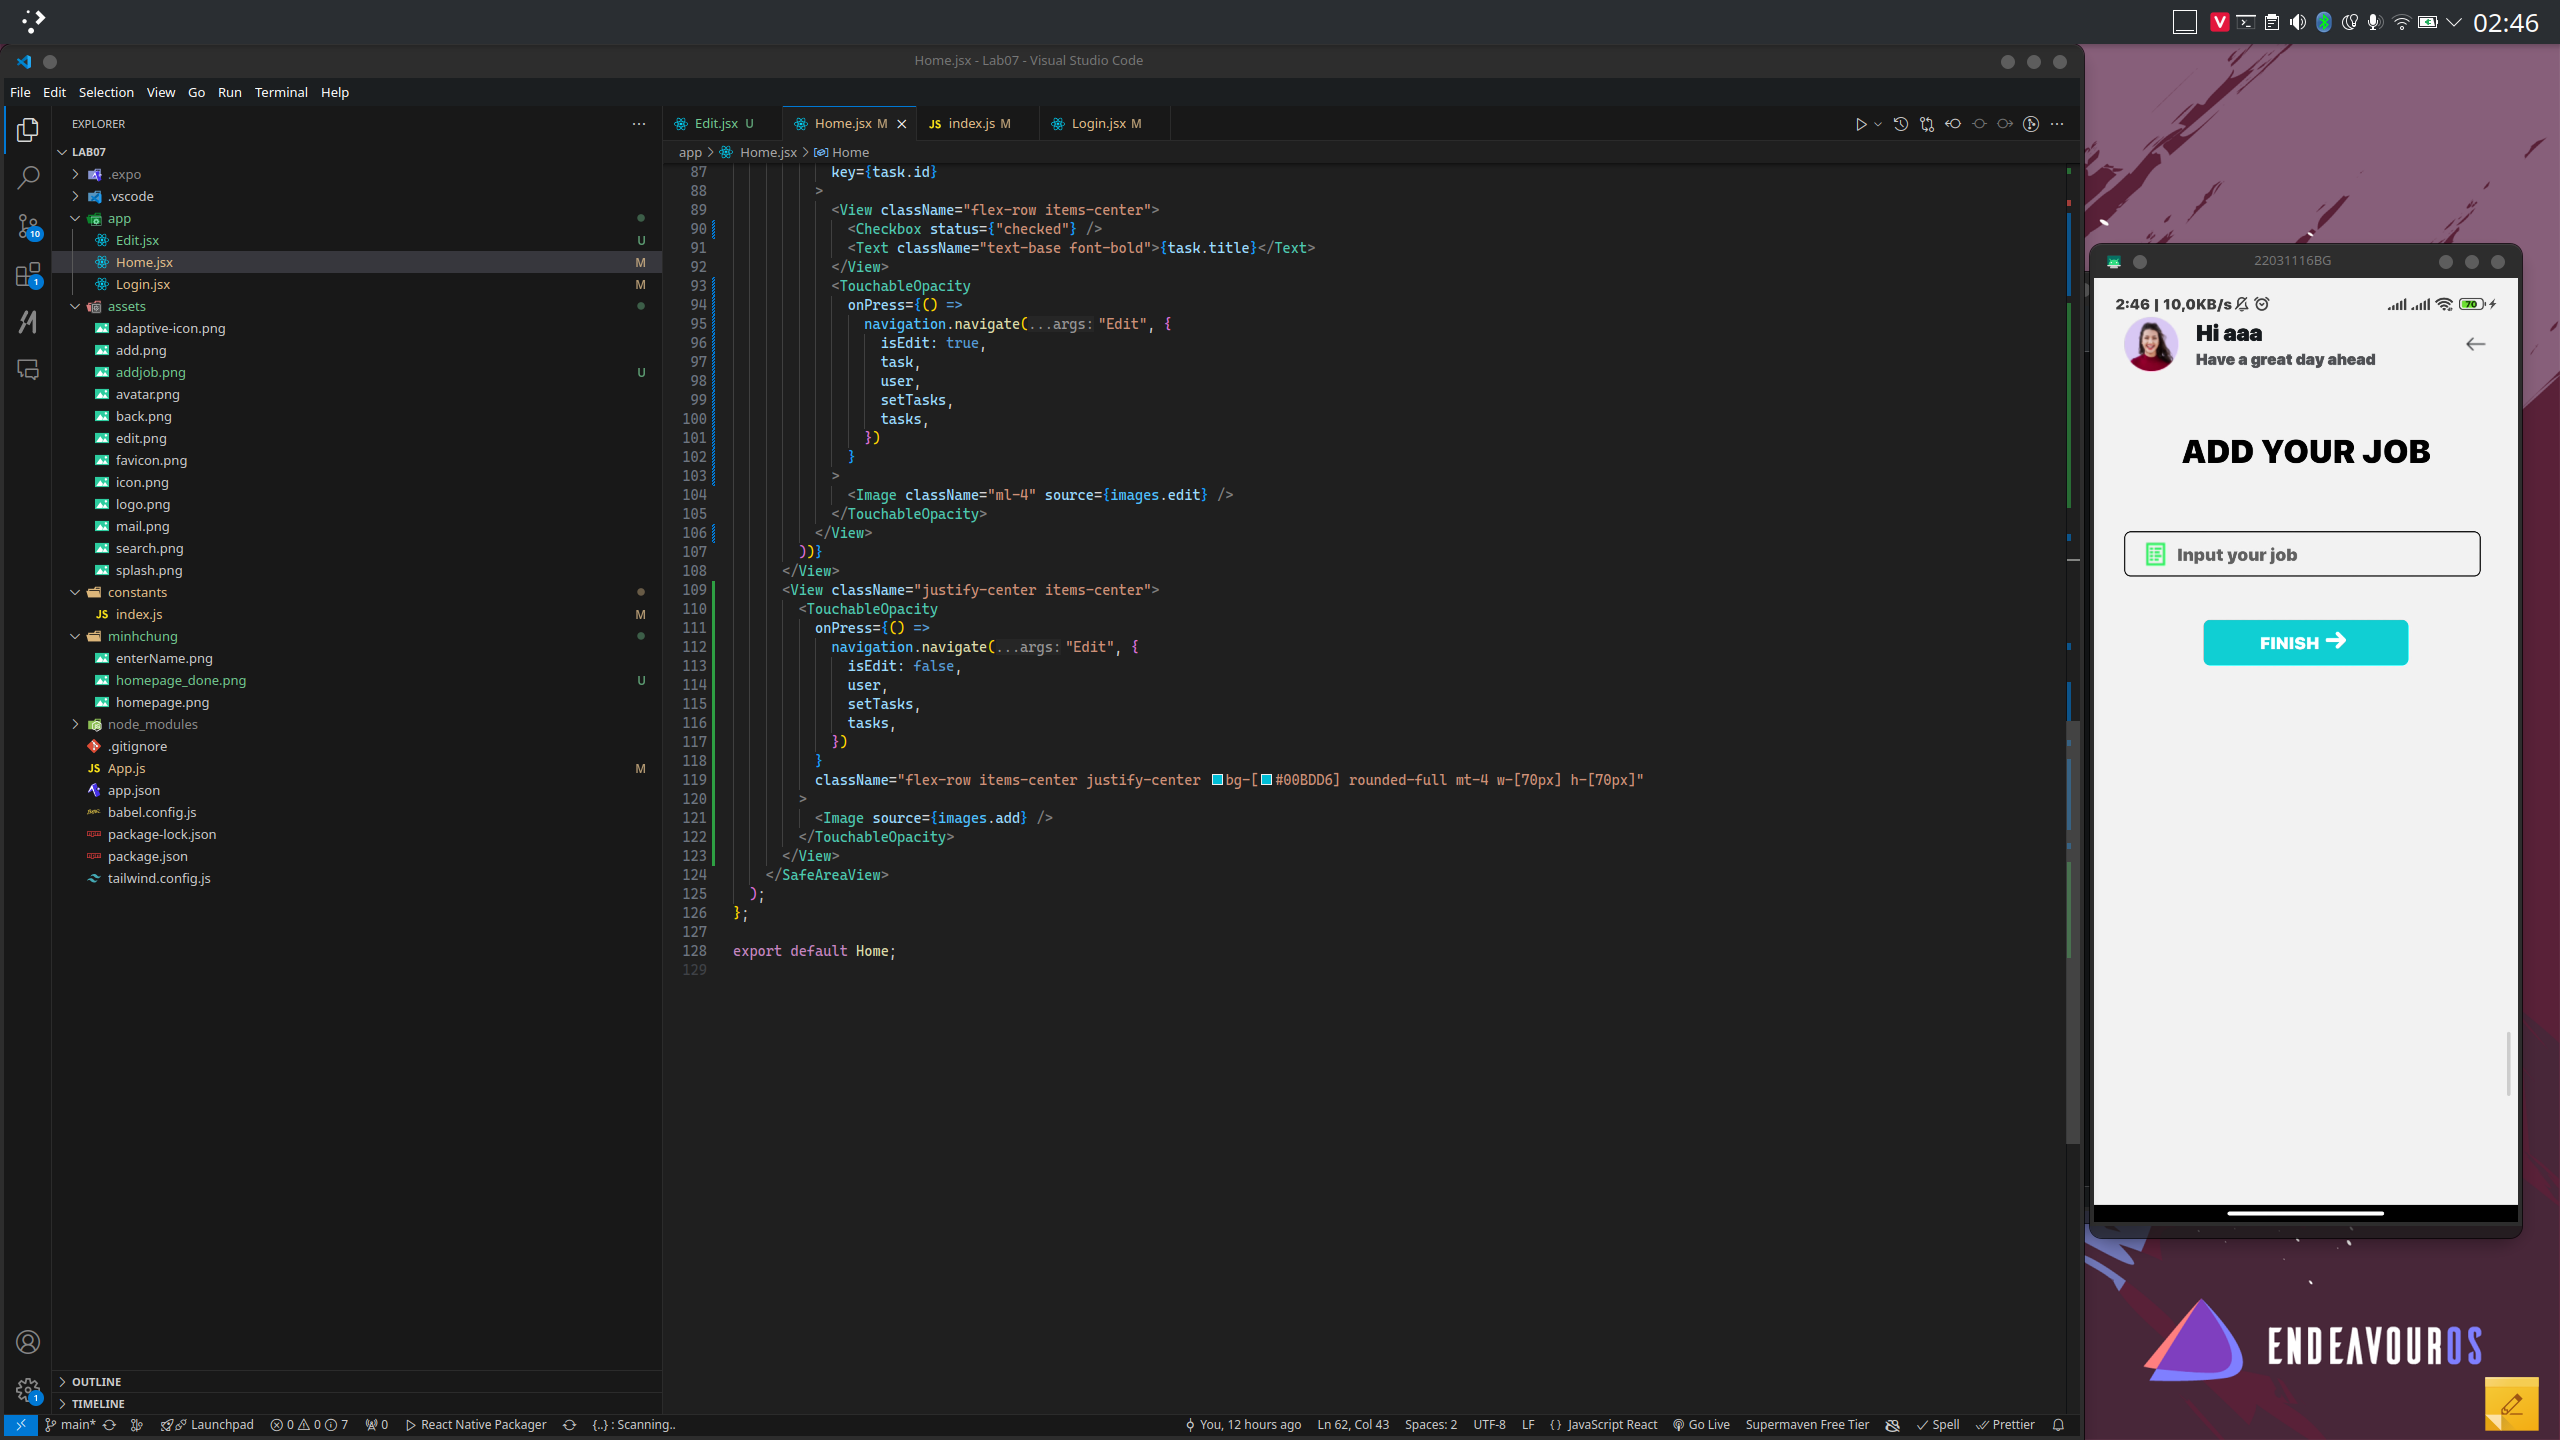 02:46
Home.jsx - Lab07 - Visual Studio Code
File Edit Selection View Go Run Terminal Help
EXPLORER
LAB07
.expo
.vscode
app
Edit.jsx U
Home.jsx M
Login.jsx M
assets
adaptive-icon.png
add.png
addjob.png U
avatar.png
back.png
edit.png
favicon.png
icon.png
logo.png
mail.png
search.png
splash.png
constants
index.js M
minhchung
enterName.png
homepage_done.png U
homepage.png
node_modules
.gitignore
App.js M
app.json
babel.config.js
package-lock.json
package.json
tailwind.config.js
OUTLINE
TIMELINE
10
1
1
Edit.jsx U Home.jsx M index.js M Login.jsx M
app > Home.jsx > Home
87 key={task.id}
88 >
89 <View className="flex-row items-center">
90 <Checkbox status={"checked"} />
91 <Text className="text-base font-bold">{task.title}</Text>
92 </View>
93 <TouchableOpacity
94 onPress={() =>
95 navigation.navigate(...args: "Edit", {
96 isEdit: true,
97 task,
98 user,
99 setTasks,
100 tasks,
101 })
102 }
103 >
104 <Image className="ml-4" source={images.edit} />
105 </TouchableOpacity>
106 </View>
107 ))}
108 </View>
109 <View className="justify-center items-center">
110 <TouchableOpacity
111 onPress={() =>
112 navigation.navigate(...args: "Edit", {
113 isEdit: false,
114 user,
115 setTasks,
116 tasks,
117 })
118 }
119 className="flex-row items-center justify-center bg-[#00BDD6] rounded-full mt-4 w-[70px] h-[70px]"
120 >
121 <Image source={images.add} />
122 </TouchableOpacity>
123 </View>
124 </SafeAreaView>
125 );
126 };
127
128 export default Home;
129
main* Launchpad 0 0 7 0 React Native Packager {..} : Scanning.. You, 12 hours ago Ln 62, Col 43 Spaces: 2 UTF-8 LF {} JavaScript React Go Live Supermaven Free Tier Spell Prettier
22031116BG
2:46 | 10,0KB/s 70
Hi aaa
Have a great day ahead
ADD YOUR JOB
Input your job
FINISH
ENDEAVOUROS